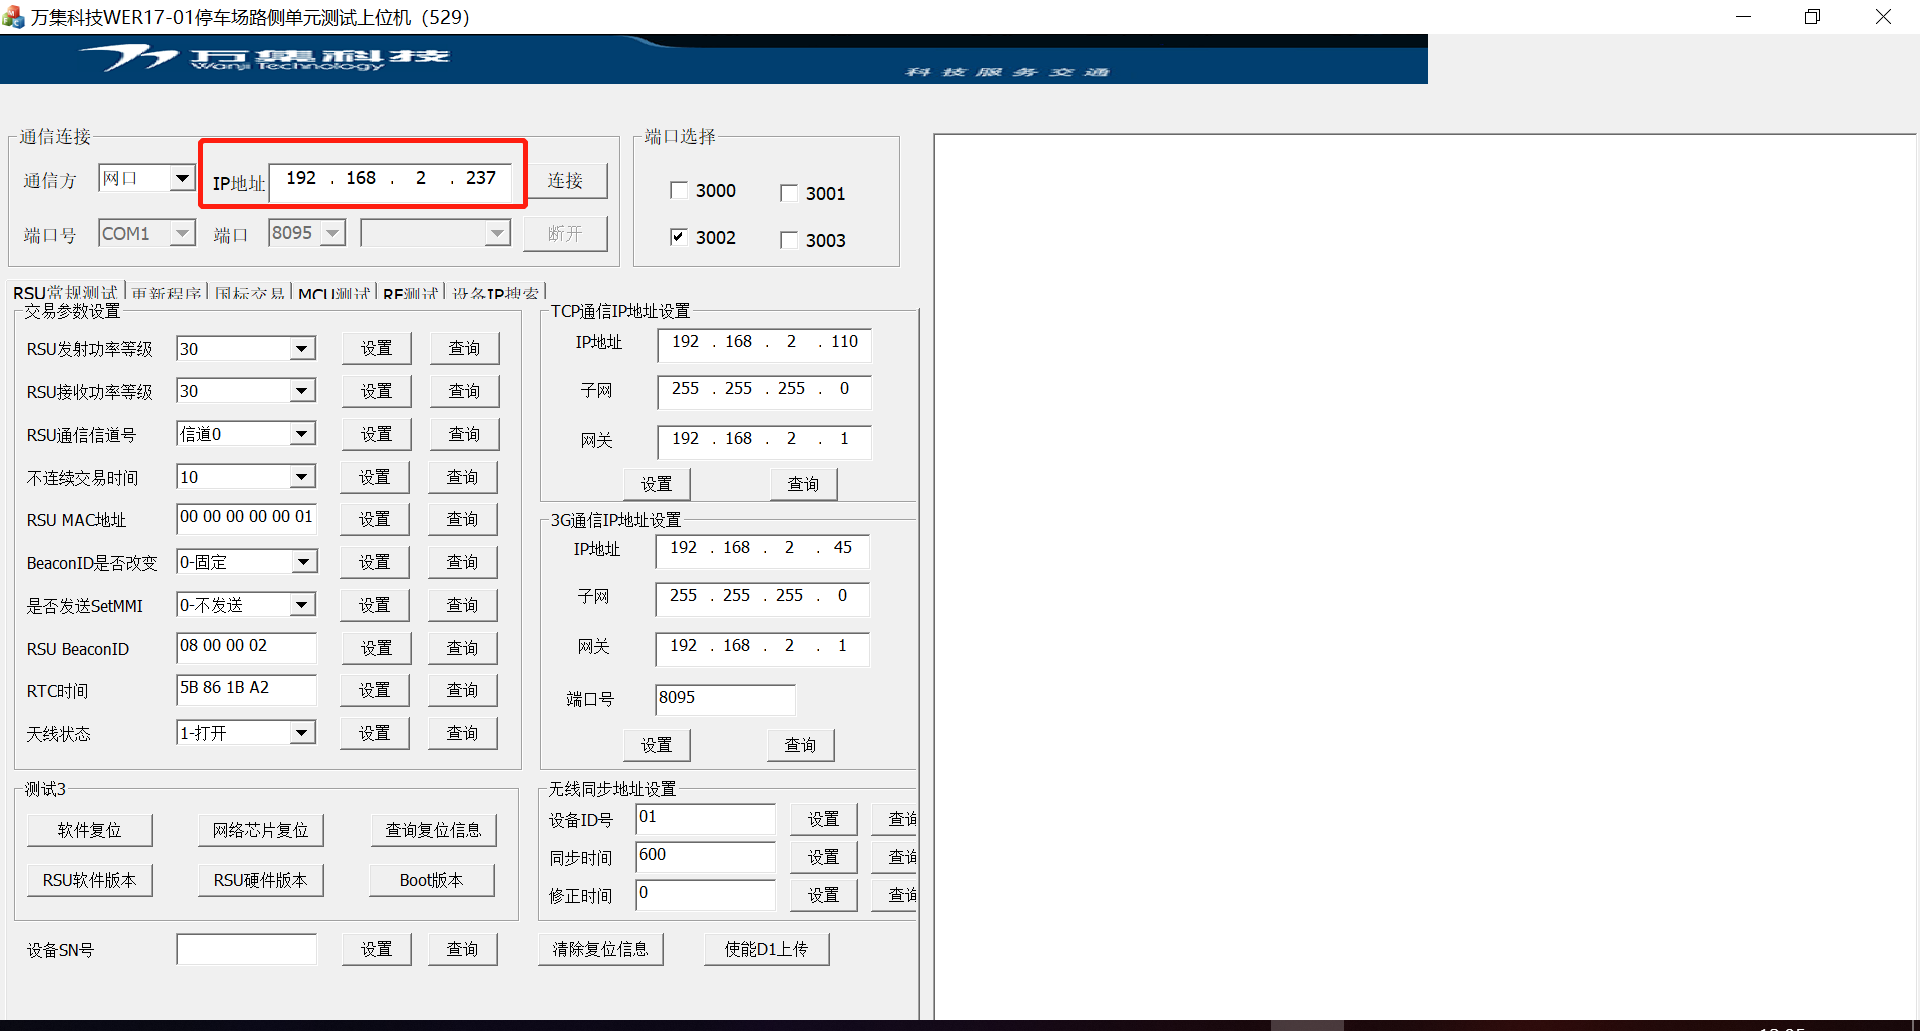 万集科技WER17-01停车场路侧单元测试上位机（529）
万集科技
Wanji Technology
科技服务交通
通信连接
通信方 网口 IP地址 192 . 168 . 2 . 237 连接
端口号 COM1 端口 8095 断开
端口选择
3000 3001
3002 3003
RSU常规测试 更新程序 国标交易 MCU测试 RF测试 设备IP搜索
交易参数设置
RSU发射功率等级 30 设置 查询
RSU接收功率等级 30 设置 查询
RSU通信信道号 信道0 设置 查询
不连续交易时间 10 设置 查询
RSU MAC地址 00 00 00 00 00 01 设置 查询
BeaconID是否改变 0-固定 设置 查询
是否发送SetMMI 0-不发送 设置 查询
RSU BeaconID 08 00 00 02 设置 查询
RTC时间 5B 86 1B A2 设置 查询
天线状态 1-打开 设置 查询
TCP通信IP地址设置
IP地址 192 . 168 . 2 . 110
子网 255 . 255 . 255 . 0
网关 192 . 168 . 2 . 1
设置 查询
3G通信IP地址设置
IP地址 192 . 168 . 2 . 45
子网 255 . 255 . 255 . 0
网关 192 . 168 . 2 . 1
端口号 8095
设置 查询
测试3
软件复位 网络芯片复位 查询复位信息
RSU软件版本 RSU硬件版本 Boot版本
无线同步地址设置
设备ID号 01 设置 查询
同步时间 600 设置 查询
修正时间 0 设置 查询
设备SN号 设置 查询 清除复位信息 使能D1上传